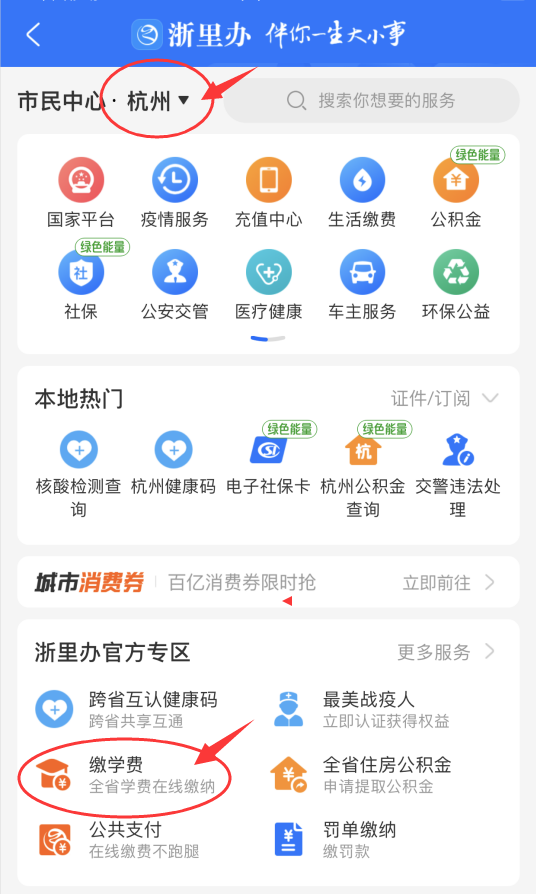 浙里办 伴你一生大小事
市民中心· 杭州
搜索你想要的服务
绿色能量
国家平台 疫情服务 充值中心 生活缴费 公积金
绿色能量
社
社保 公安交管 医疗健康 车主服务 环保公益
本地热门 证件/订阅
绿色能量 绿色能量
杭
核酸检测查询 杭州健康码 电子社保卡 杭州公积金查询 交警违法处理
城市消费券 百亿消费券限时抢 立即前往
浙里办官方专区 更多服务
跨省互认健康码 最美战疫人
跨省共享互通 立即认证获得权益
缴学费 全省住房公积金
全省学费在线缴纳 申请提取公积金
公共支付 罚单缴纳
在线缴费不跑腿 缴罚款